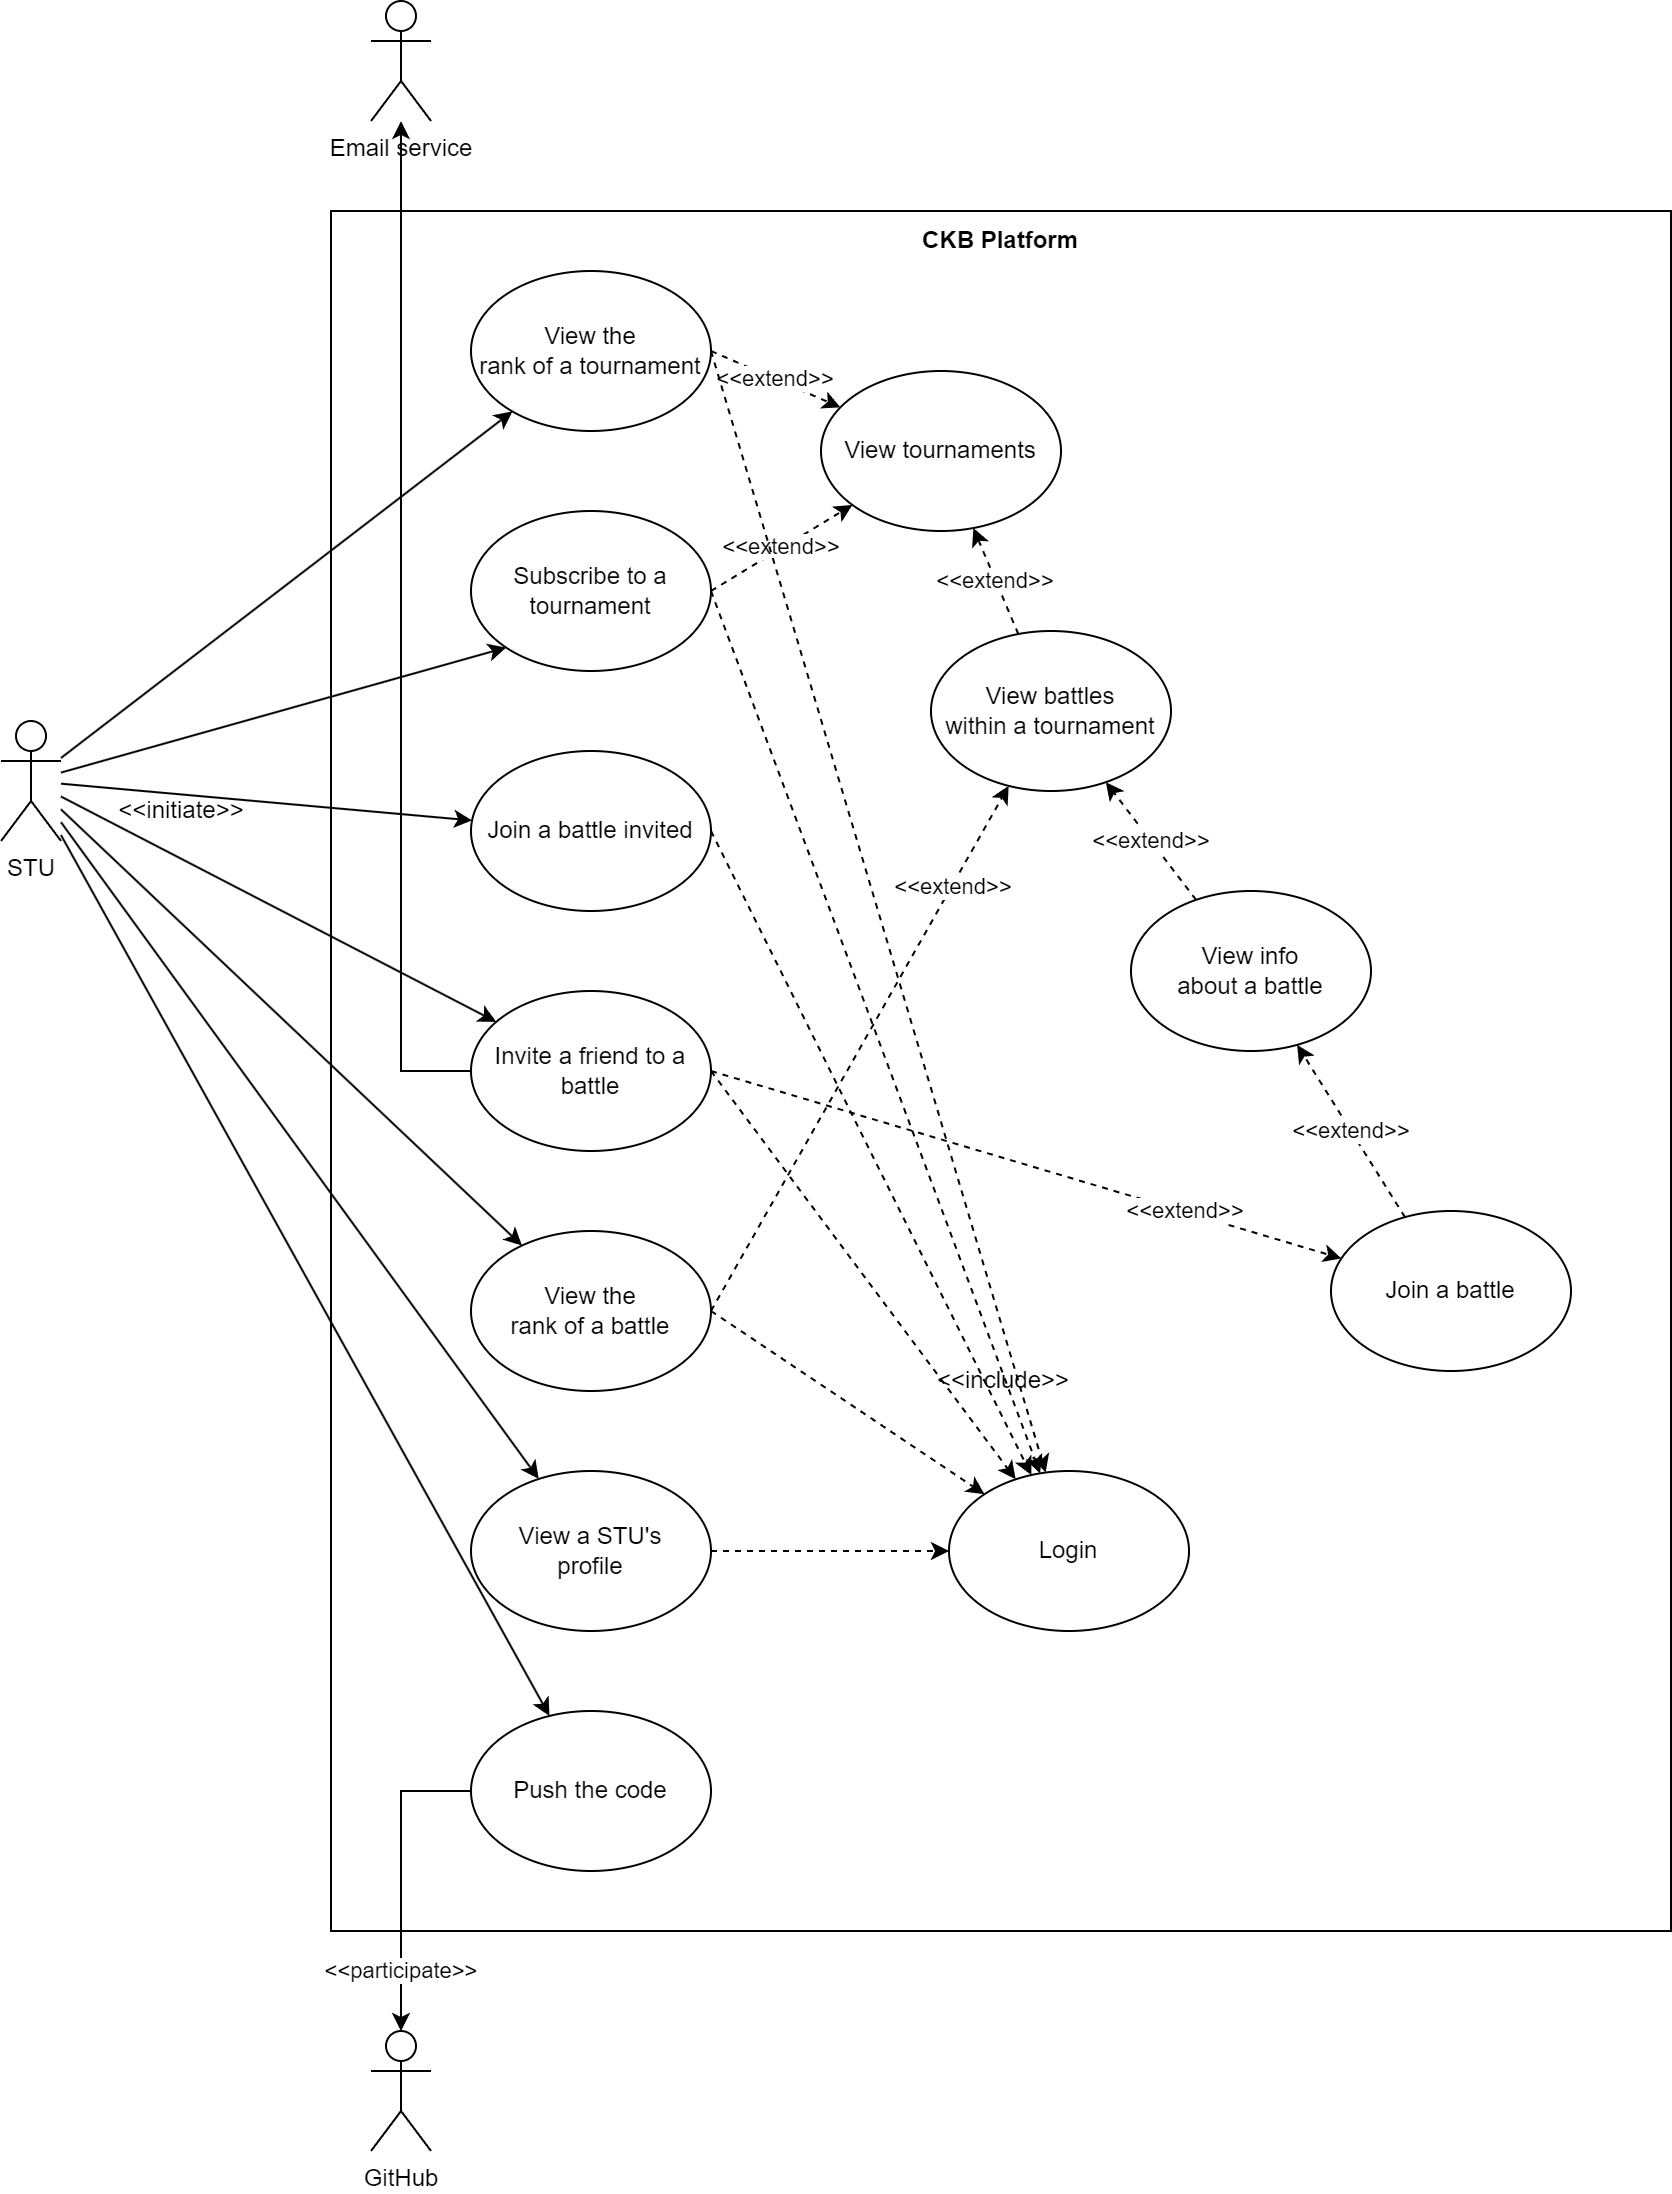 Email service
CKB Platform
View the
rank of a tournament
<<extend>>
View tournaments
<<extend>>
Subscribe to a
tournament
<<extend>>
View battles
within a tournament
STU
<<initiate>>
Join a battle invited
<<extend>>
<<extend>>
View info
about a battle
Invite a friend to a
battle
<<extend>>
<<extend>>
Join a battle
View the
rank of a battle
<<include>>
View a STU's
profile
Login
Push the code
<<participate>>
GitHub